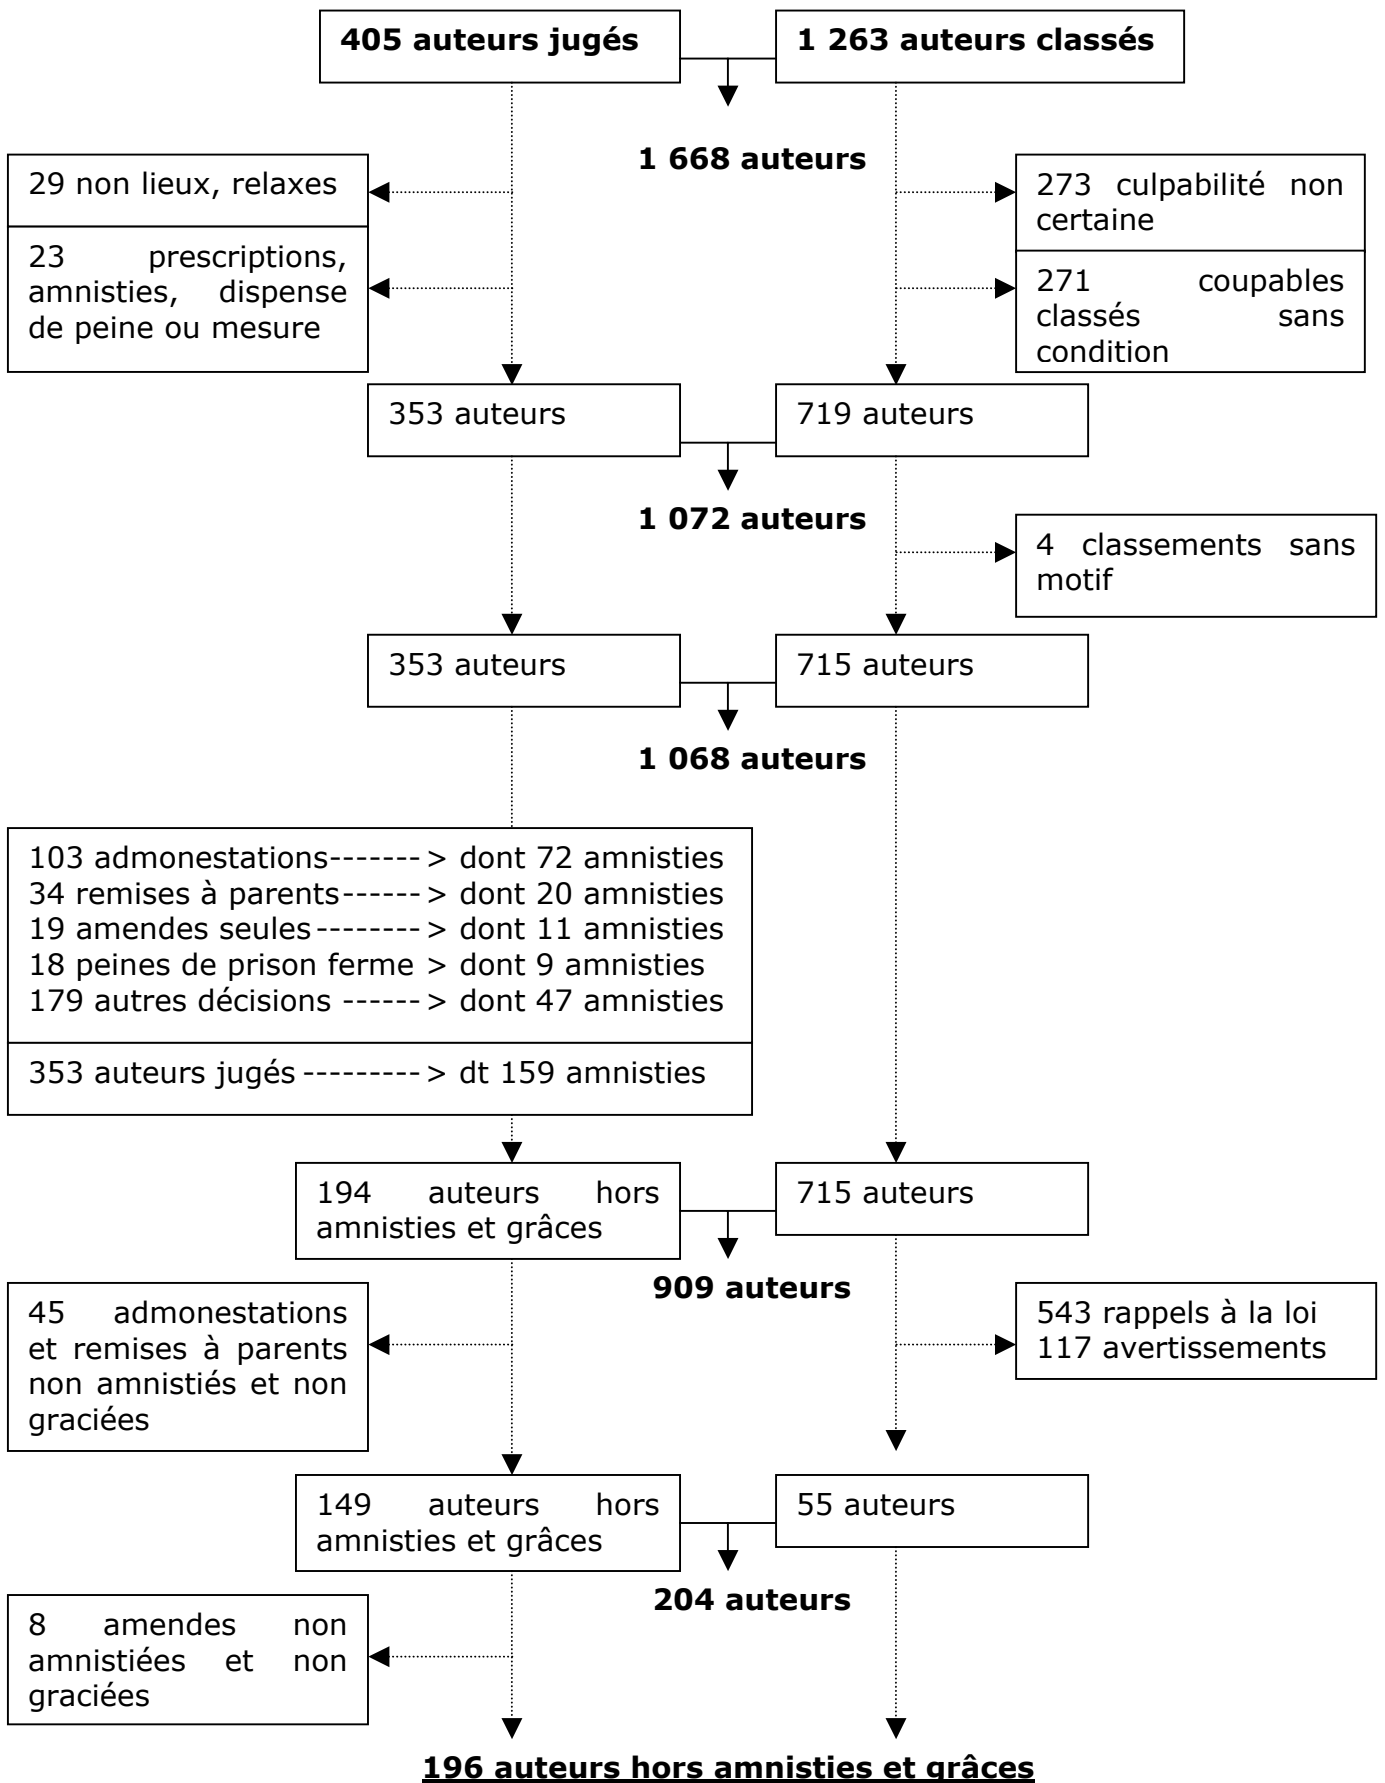 405 auteurs jugés
1 263 auteurs classés
1 668 auteurs
29 non lieux, relaxes
23 prescriptions,
amnisties, dispense
de peine ou mesure
273 culpabilité non
certaine
271 coupables
classés sans
condition
353 auteurs
719 auteurs
1 072 auteurs
4 classements sans
motif
353 auteurs
715 auteurs
1 068 auteurs
103 admonestations------- > dont 72 amnisties
34 remises à parents------ > dont 20 amnisties
19 amendes seules -------- > dont 11 amnisties
18 peines de prison ferme > dont 9 amnisties
179 autres décisions ------ > dont 47 amnisties
353 auteurs jugés --------- > dt 159 amnisties
194 auteurs hors
amnisties et grâces
715 auteurs
909 auteurs
45 admonestations
et remises à parents
non amnistiés et non
graciées
543 rappels à la loi
117 avertissements
149 auteurs hors
amnisties et grâces
55 auteurs
204 auteurs
8 amendes non
amnistiées et non
graciées
196 auteurs hors amnisties et grâces